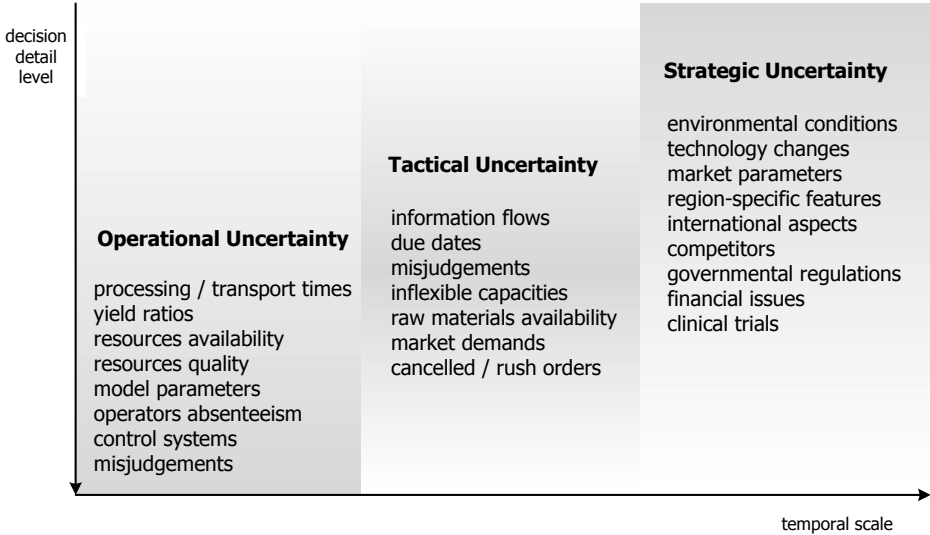 decision
detail
level
Operational Uncertainty
processing / transport times
yield ratios
resources availability
resources quality
model parameters
operators absenteeism
control systems
misjudgements
Tactical Uncertainty
information flows
due dates
misjudgements
inflexible capacities
raw materials availability
market demands
cancelled / rush orders
Strategic Uncertainty
environmental conditions
technology changes
market parameters
region-specific features
international aspects
competitors
governmental regulations
financial issues
clinical trials
temporal scale